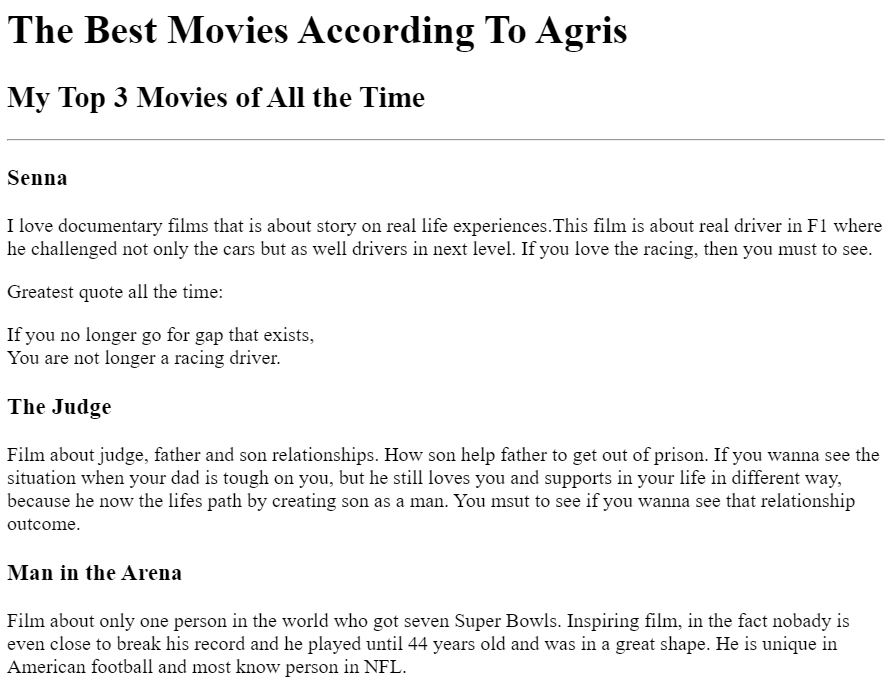 The Best Movies According To Agris
My Top 3 Movies of All the Time
Senna
I love documentary films that is about story on real life experiences.This film is about real driver in F1 where
he challenged not only the cars but as well drivers in next level. If you love the racing, then you must to see.
Greatest quote all the time:
If you no longer go for gap that exists,
You are not longer a racing driver.
The Judge
Film about judge, father and son relationships. How son help father to get out of prison. If you wanna see the
situation when your dad is tough on you, but he still loves you and supports in your life in different way,
because he now the lifes path by creating son as a man. You msut to see if you wanna see that relationship
outcome.
Man in the Arena
Film about only one person in the world who got seven Super Bowls. Inspiring film, in the fact nobady is
even close to break his record and he played until 44 years old and was in a great shape. He is unique in
American football and most know person in NFL.